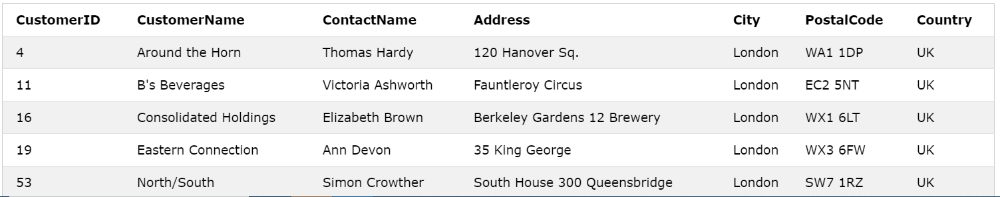 CustomerID CustomerName ContactName Address City PostalCode Country
4 Around the Horn Thomas Hardy 120 Hanover Sq. London WA1 1DP UK
11 B's Beverages Victoria Ashworth Fauntleroy Circus London EC2 5NT UK
16 Consolidated Holdings Elizabeth Brown Berkeley Gardens 12 Brewery London WX1 6LT UK
19 Eastern Connection Ann Devon 35 King George London WX3 6FW UK
53 North/South Simon Crowther South House 300 Queensbridge London SW7 1RZ UK